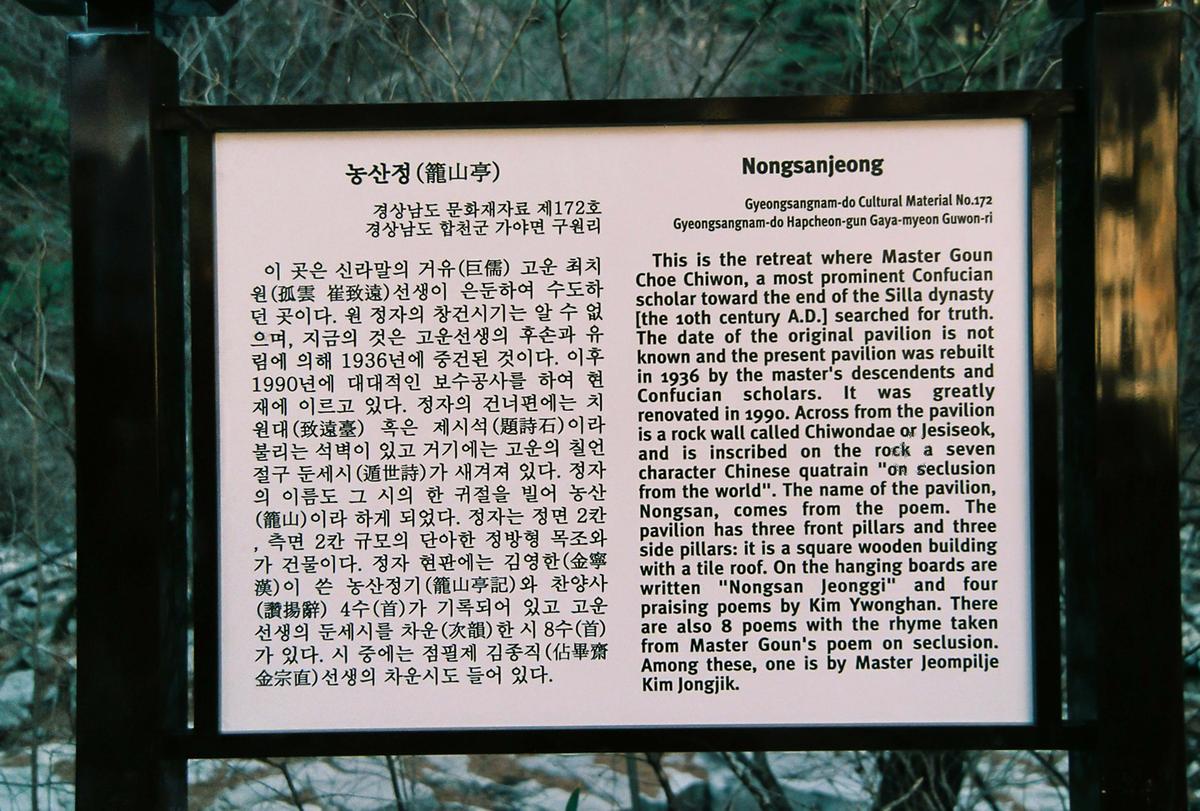 농산정(籠山亭)
경상남도 문화재자료 제172호
경상남도 합천군 가야면 구원리
이 곳은 신라말의 거유(巨儒) 고운 최치
원(孤雲 崔致遠)선생이 은둔하여 수도하
던 곳이다. 원 정자의 창건시기는 알 수 없
으며, 지금의 것은 고운선생의 후손과 유
림에 의해 1936년에 중건된 것이다. 이후
1990년에 대대적인 보수공사를 하여 현
재에 이르고 있다. 정자의 건너편에는 치
원대(致遠臺) 혹은 제시석(題詩石)이라
불리는 석벽이 있고 거기에는 고운의 칠언
절구 둔세시(遁世詩)가 새겨져 있다. 정자
의 이름도 그 시의 한 귀절을 빌어 농산
(籠山)이라 하게 되었다. 정자는 정면 2칸
, 측면 2칸 규모의 단아한 정방형 목조와
가 건물이다. 정자 현판에는 김영한(金寧
漢)이 쓴 농산정기(籠山亭記)와 찬양사
(讚揚辭) 4수(首)가 기록되어 있고 고운
선생의 둔세시를 차운(次韻)한 시 8수(首)
가 있다. 시 중에는 점필제 김종직(佔畢齋
金宗直)선생의 차운시도 들어 있다.
Nongsanjeong
Gyeongsangnam-do Cultural Material No.172
Gyeongsangnam-do Hapcheon-gun Gaya-myeon Guwon-ri
This is the retreat where Master Goun
Choe Chiwon, a most prominent Confucian
scholar toward the end of the Silla dynasty
[the 10th century A.D.] searched for truth.
The date of the original pavilion is not
known and the present pavilion was rebuilt
in 1936 by the master's descendents and
Confucian scholars. It was greatly
renovated in 1990. Across from the pavilion
is a rock wall called Chiwondae or Jesiseok,
and is inscribed on the rock a seven
character Chinese quatrain "on seclusion
from the world". The name of the pavilion,
Nongsan, comes from the poem. The
pavilion has three front pillars and three
side pillars: it is a square wooden building
with a tile roof. On the hanging boards are
written "Nongsan Jeonggi" and four
praising poems by Kim Ywonghan. There
are also 8 poems with the rhyme taken
from Master Goun's poem on seclusion.
Among these, one is by Master Jeompilje
Kim Jongjik.